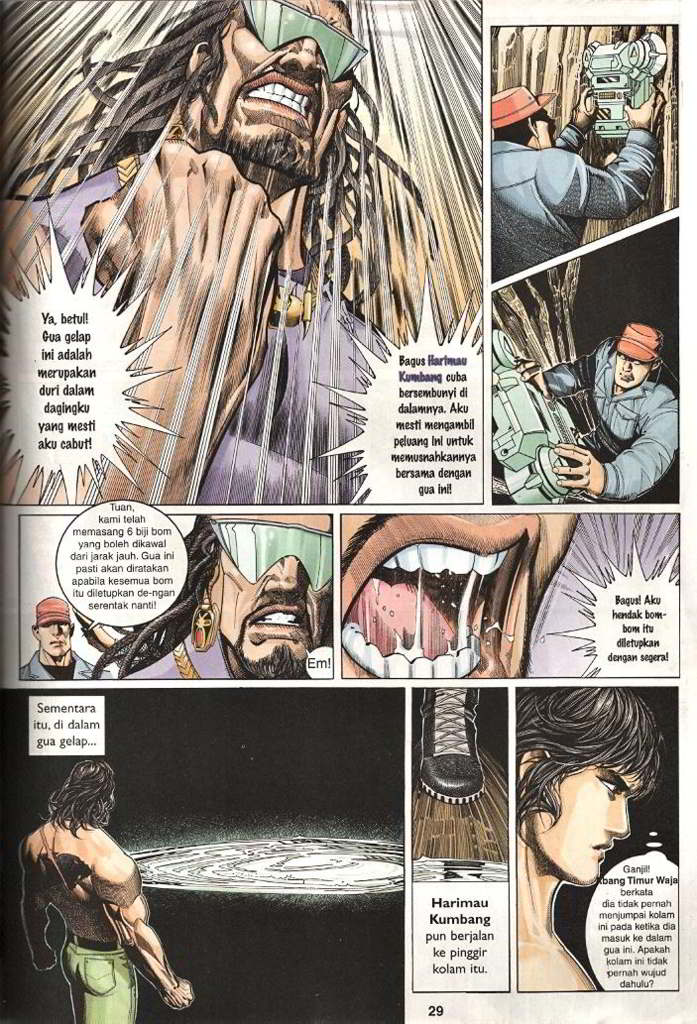 Ya, betul!
Gua gelap
ini adalah
merupakan
duri dalam
dagingku
yang mesti
aku cabut!
Bagus Harimau
Kumbang cuba
bersembunyi di
dalamnya. Aku
mesti mengambil
peluang ini untuk
memusnahkannya
bersama dengan
gua ini!
Tuan,
kami telah
memasang 6 biji bom
yang boleh dikawal
dari jarak jauh. Gua ini
pasti akan diratakan
apabila kesemua bom
itu diletupkan de-ngan
serentak nanti!
Em!
Bagus! Aku
hendak bom-
bom itu
diletupkan
dengan segera!
Sementara
itu, di dalam
gua gelap...
Harimau
Kumbang
pun berjalan
ke pinggir
kolam itu.
Ganjil!
Abang Timur Waja
berkata
dia tidak pernah
menjumpai kolam
ini pada ketika dia
masuk ke dalam
gua ini. Apakah
kolam ini tidak
pernah wujud
dahulu?
29